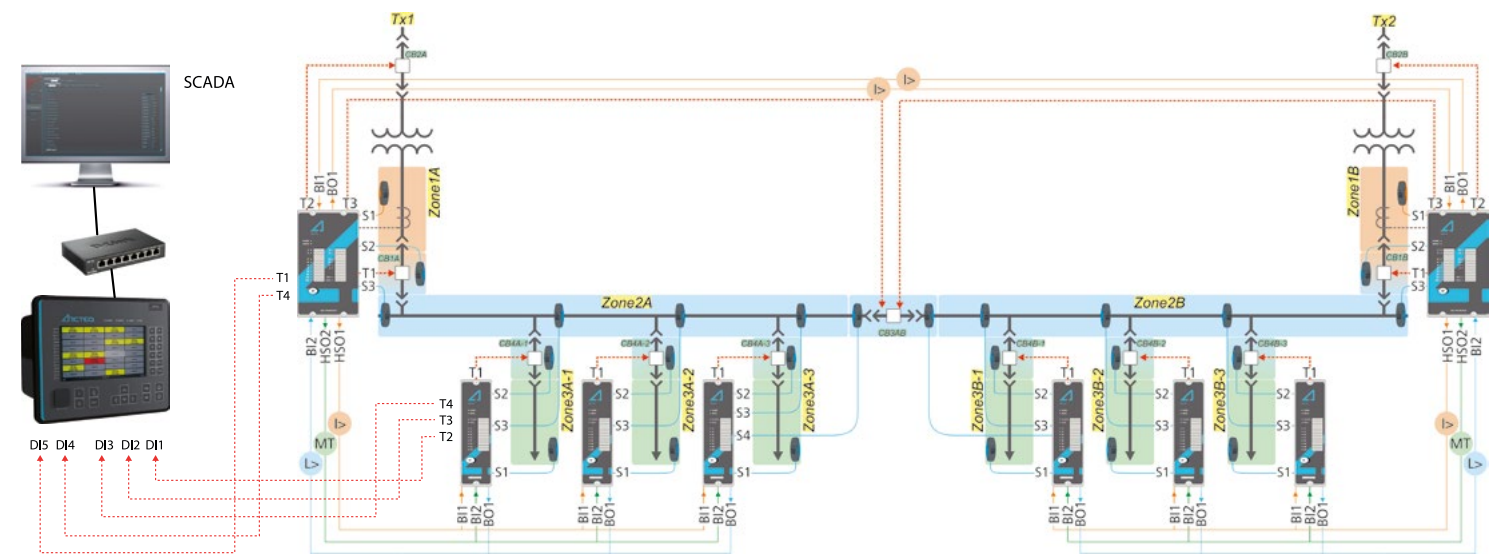 Tx1
Tx2
CB2A
CB2B
SCADA
I>
I>
BI1
BO1
BI1
BO1
Zone1A
Zone1B
T2
T3
T3
T2
S1
S1
S2
S2
CB1A
CB1B
T1
T1
T1
S3
S3
T4
Zone2A
Zone2B
D-Link
ARCTEQ
CB3AB
BI2
HSO2
HSO1
HSO1
HSO2
BI2
CB4A-1
CB4A-2
CB4A-3
CB4B-1
CB4B-2
CB4B-3
T1
T1
T1
T1
T1
T1
Zone3A-1
Zone3A-2
Zone3A-3
Zone3B-1
Zone3B-2
Zone3B-3
S2
S2
S2
S2
S2
S2
T4
T3
T2
S3
S3
S3
S3
S3
S3
S4
I>
MT
I>
I>
MT
I>
DI5
DI4
DI3
DI2
DI1
S1
S1
S1
S1
S1
S1
BI1
BI2
BO1
BI1
BI2
BO1
BI1
BI2
BO1
BI1
BI2
BO1
BI1
BI2
BO1
BI1
BI2
BO1